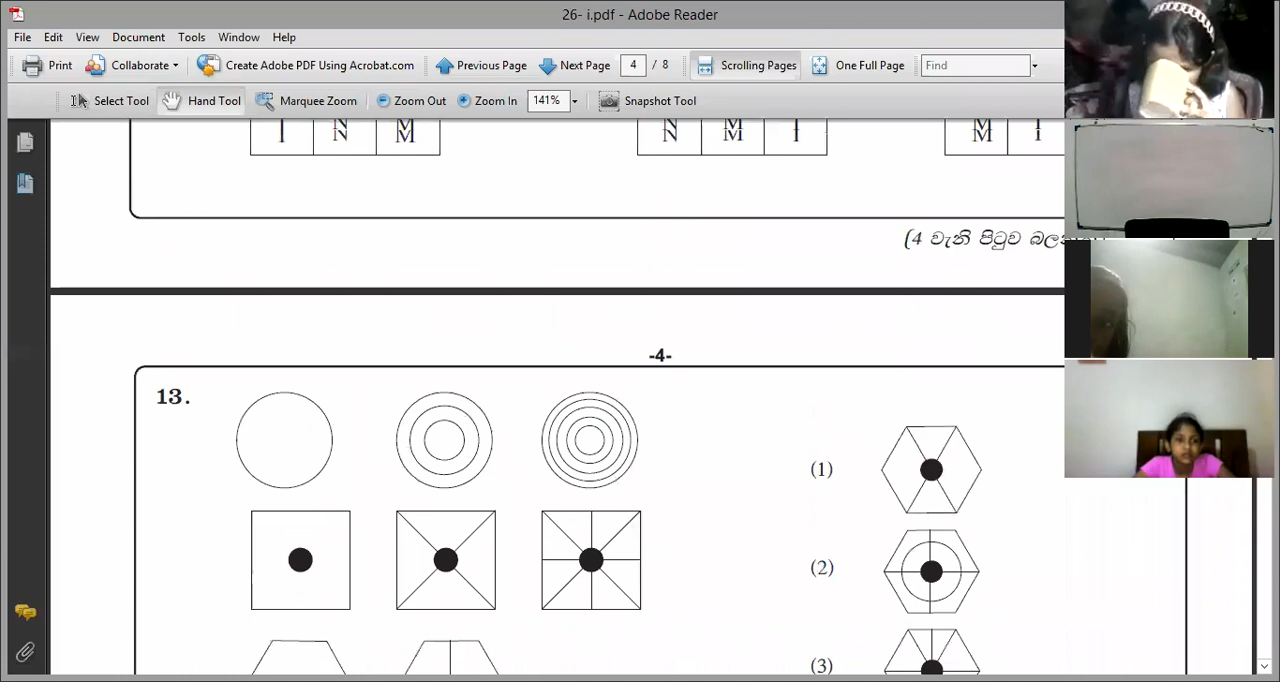 26- i.pdf - Adobe Reader
File Edit View Document Tools Window Help
Print Collaborate Create Adobe PDF Using Acrobat.com Previous Page Next Page 4 / 8 Scrolling Pages One Full Page Find
Select Tool Hand Tool Marquee Zoom Zoom Out Zoom In 141% Snapshot Tool
I N M N M I M I
(4 වැනි පිටුව
-4-
13.
(1)
(2)
(3)